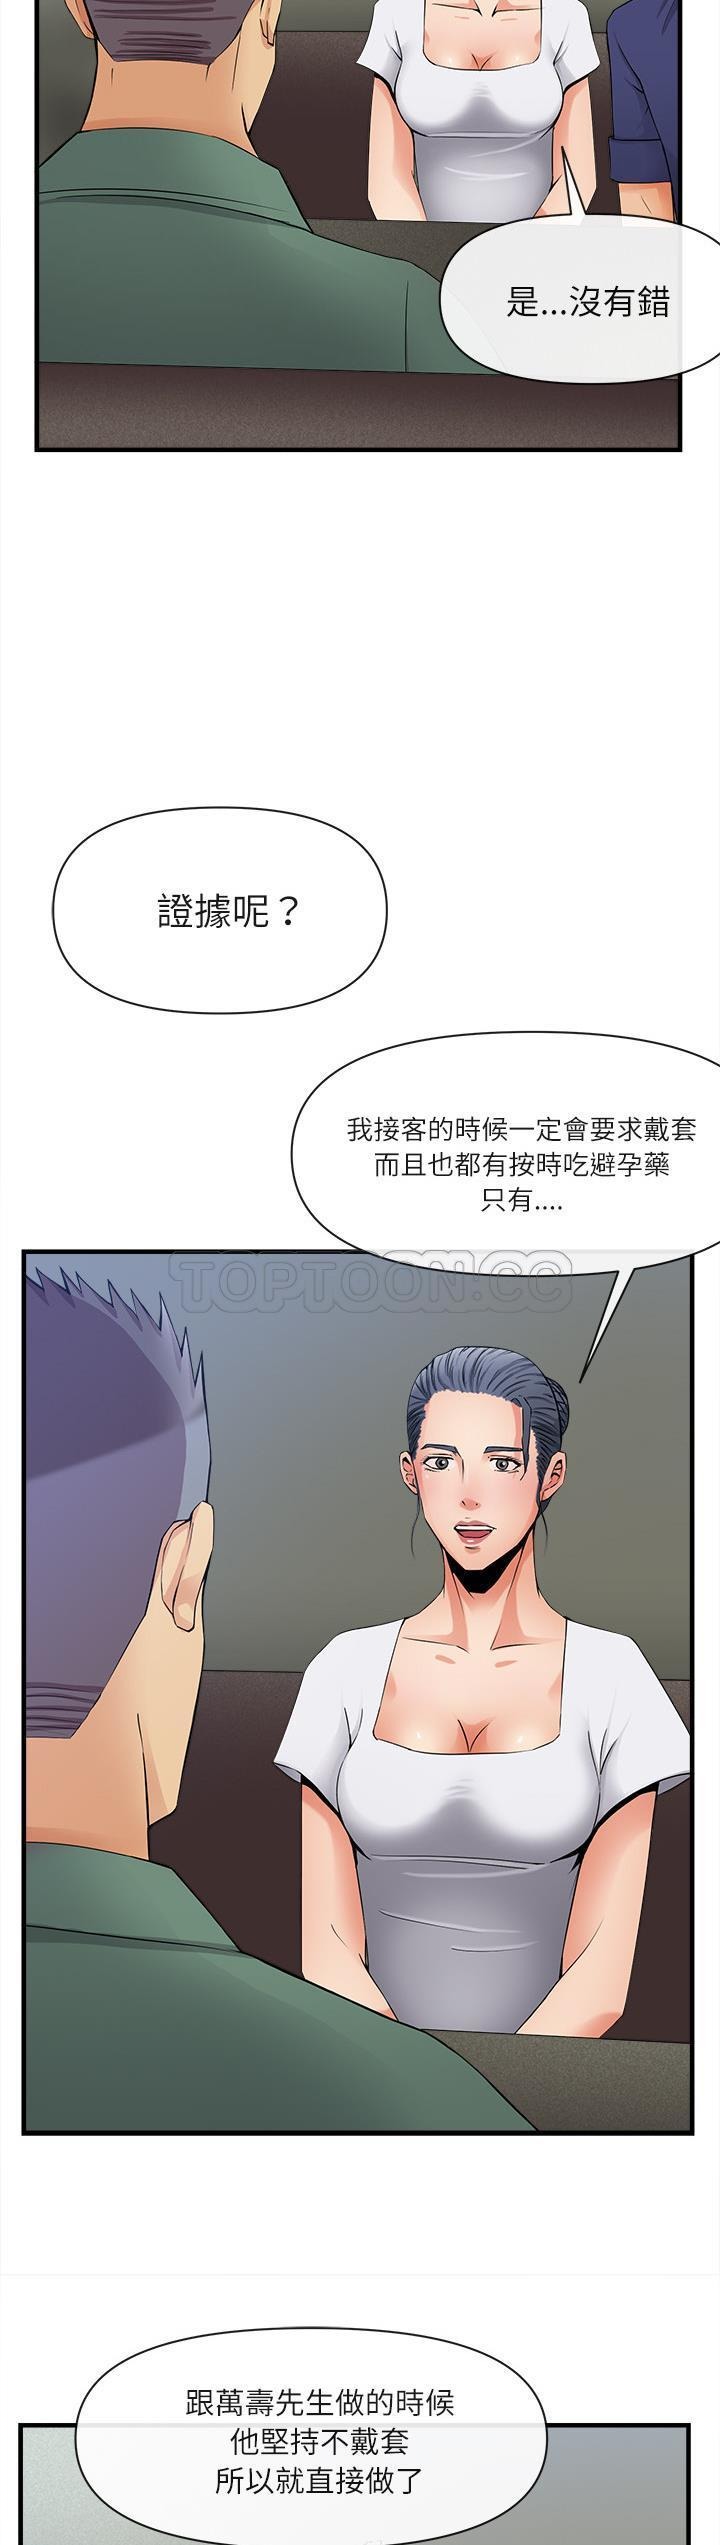 是...沒有錯
證據呢？
我接客的時候一定會要求戴套
而且也都有按時吃避孕藥
只有....
TOPTOON.CC
跟萬壽先生做的時候
他堅持不戴套
所以就直接做了